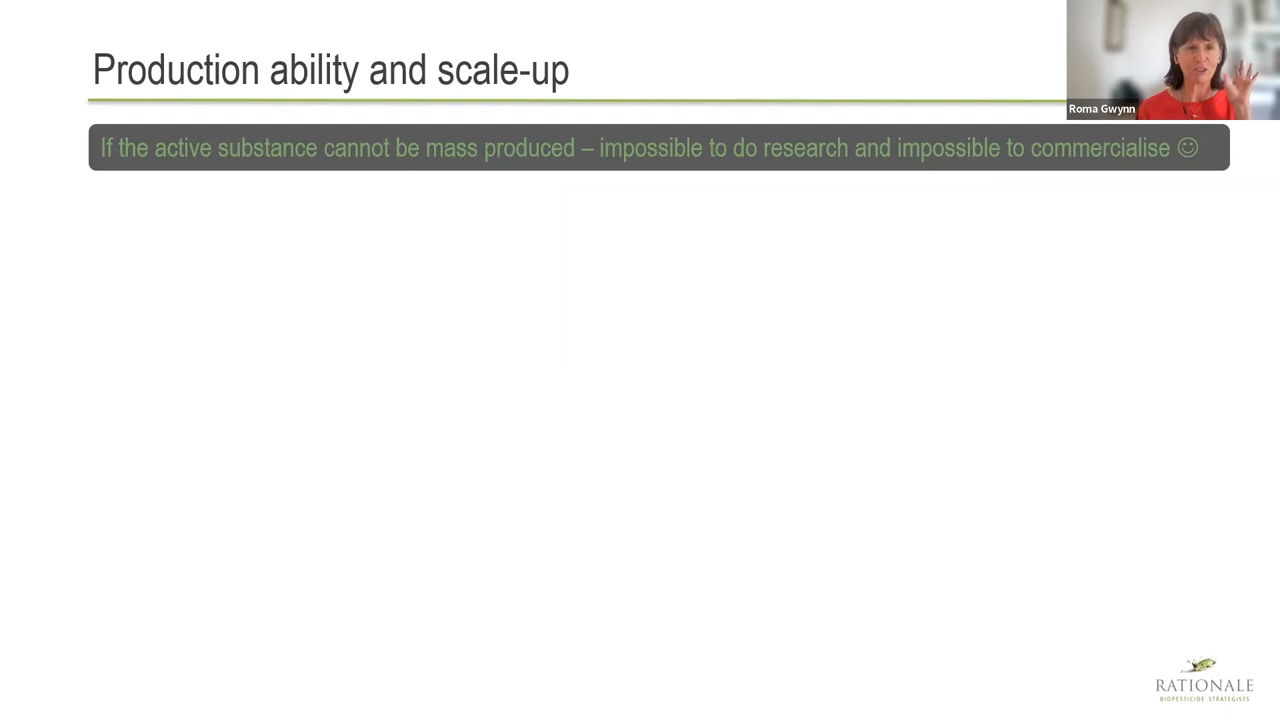 Production ability and scale-up
Roma Gwynn
If the active substance cannot be mass produced – impossible to do research and impossible to commercialise ☺
RATIONALE
BIOPESTICIDE STRATEGISTS